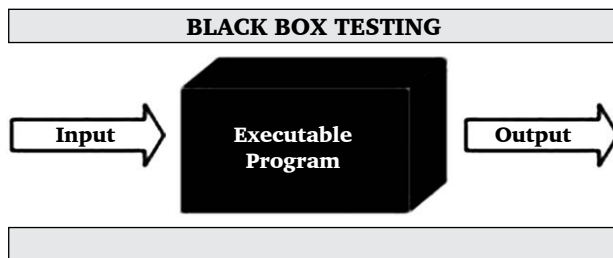 BLACK BOX TESTING
Input
Executable
Program
Output